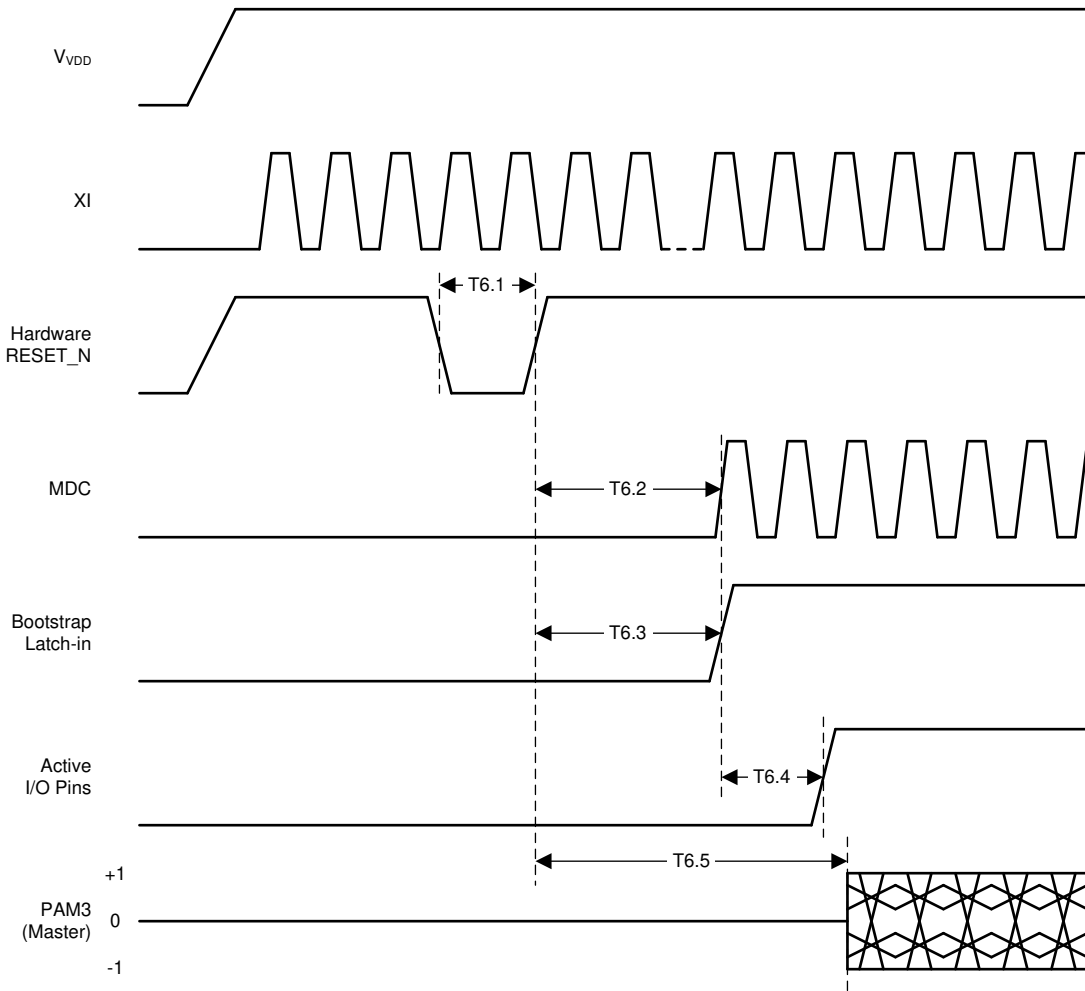 VVDD
XI
T6.1
Hardware
RESET_N
MDC
T6.2
Bootstrap
Latch-in
T6.3
Active
I/O Pins
T6.4
T6.5
+1
PAM3
(Master)
0
-1